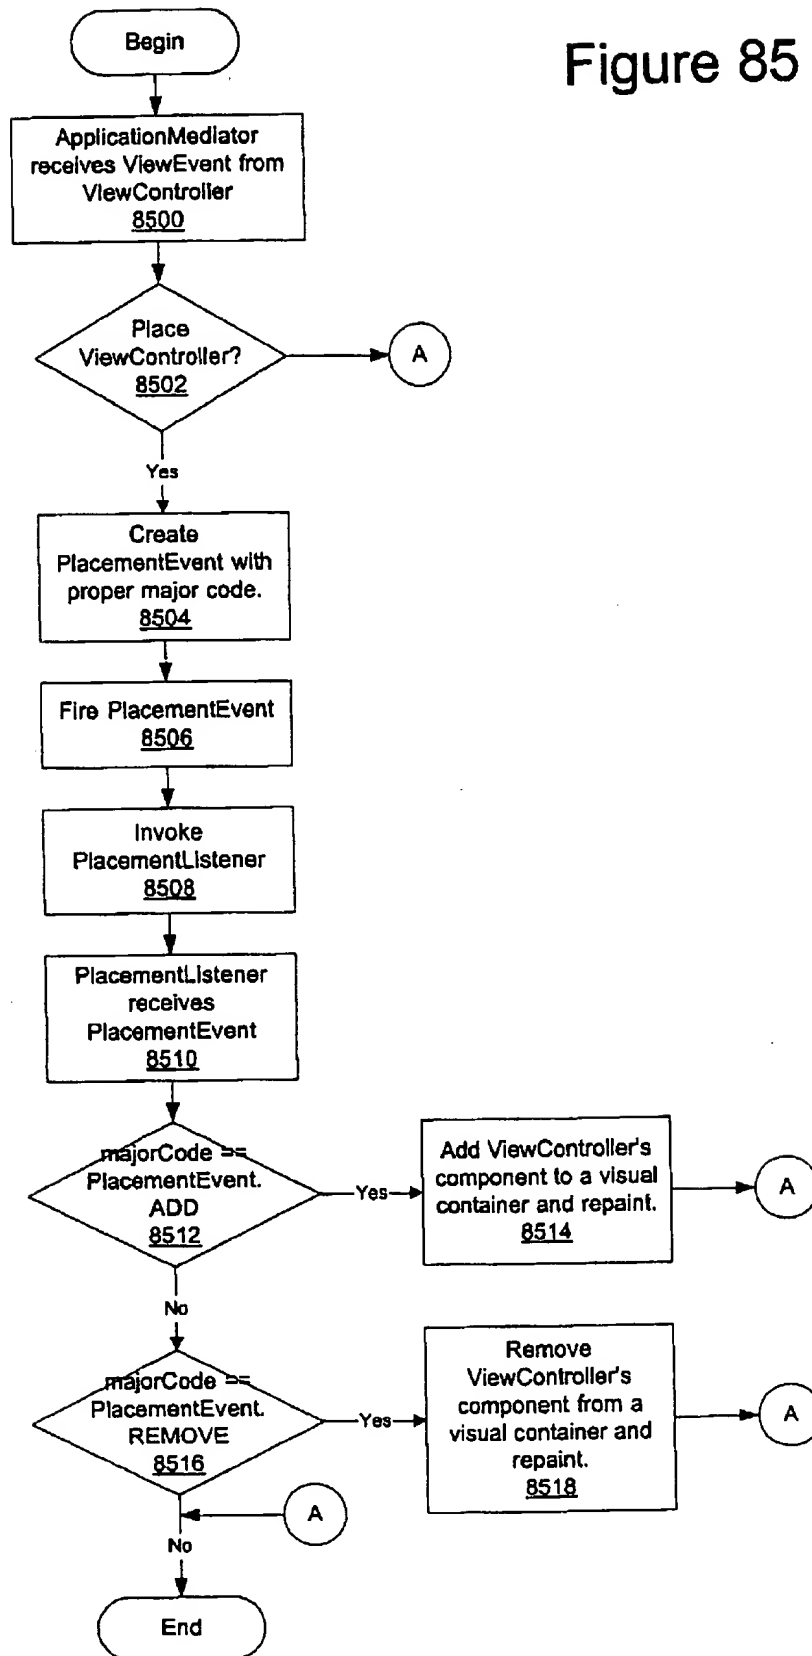 Figure 85
Begin
ApplicationMediator
receives ViewEvent from
ViewController
8500
Place
ViewController?
8502
A
Yes
Create
PlacementEvent with
proper major code.
8504
Fire PlacementEvent
8506
Invoke
PlacementListener
8508
PlacementListener
receives
PlacementEvent
8510
majorCode ==
PlacementEvent.
ADD
8512
Yes
Add ViewController's
component to a visual
container and repaint.
8514
A
No
majorCode ==
PlacementEvent.
REMOVE
8516
Yes
Remove
ViewController's
component from a
visual container and
repaint.
8518
A
A
No
End